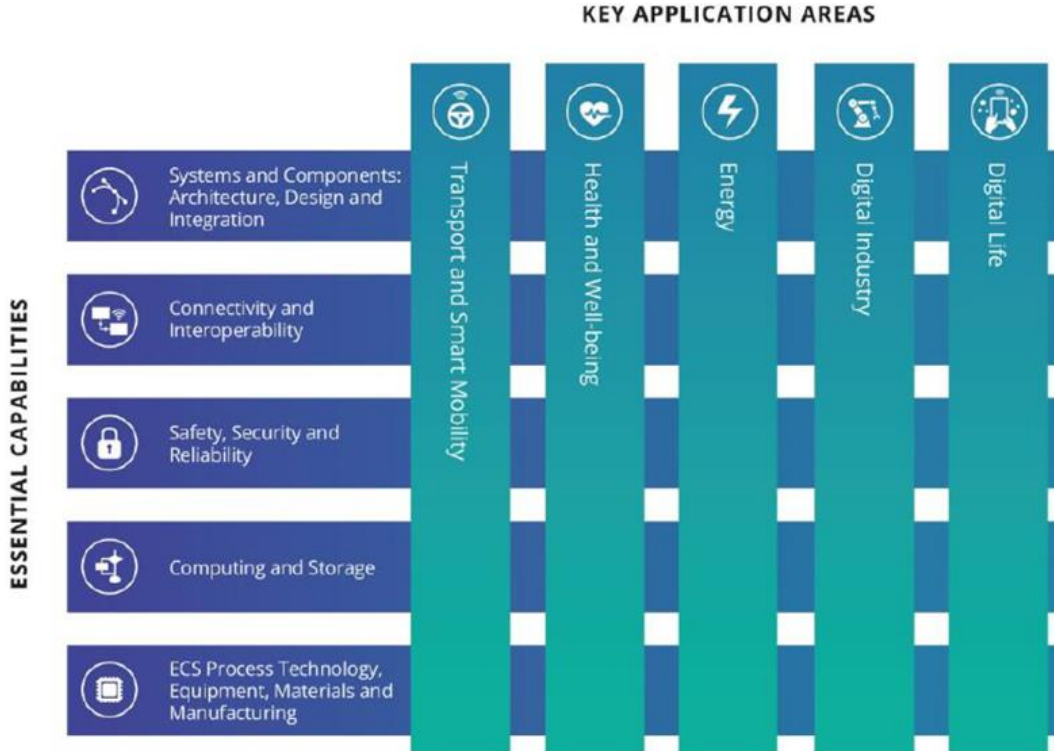 KEY APPLICATION AREAS
Transport and Smart Mobility
Health and Well-being
Energy
Digital Industry
Digital Life
ESSENTIAL CAPABILITIES
Systems and Components:
Architecture, Design and
Integration
Connectivity and
Interoperability
Safety, Security and
Reliability
Computing and Storage
ECS Process Technology,
Equipment, Materials and
Manufacturing